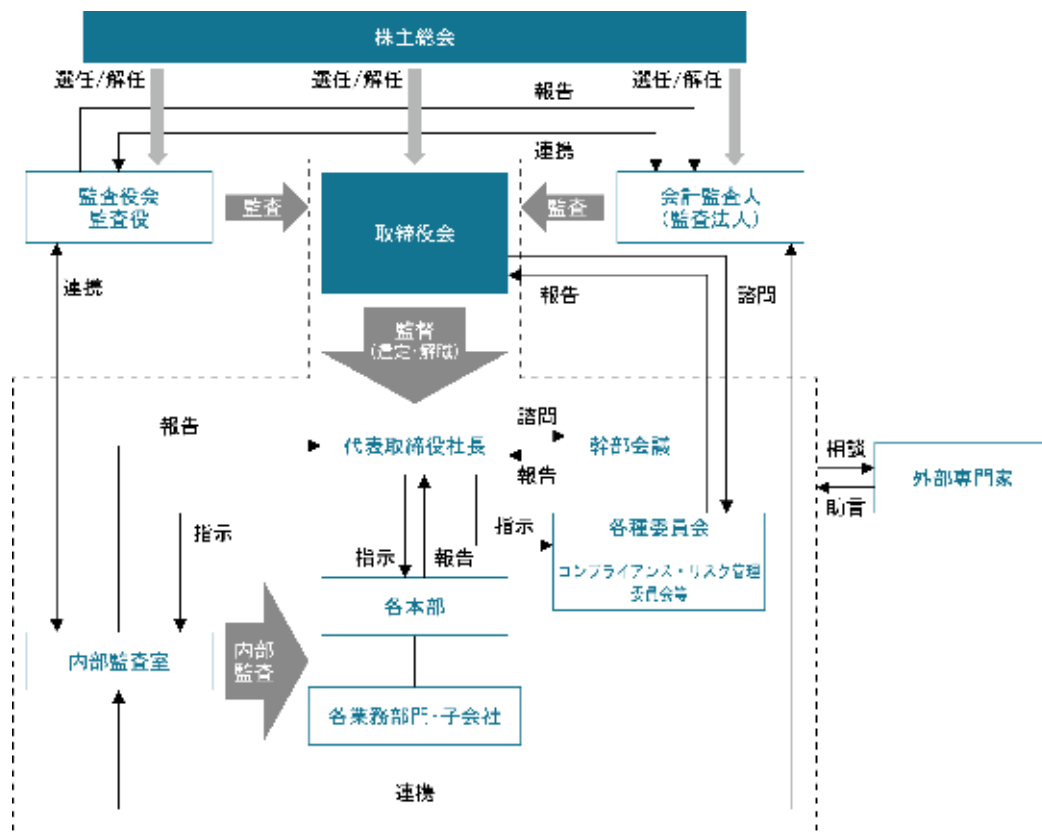 株主総会
選任/解任
選任/解任
選任/解任
報告
連携
監査役会
監査役
監査
取締役会
監査
会計監査人
(監査法人)
連携
報告
諮問
監督
(選定・解職)
報告
代表取締役社長
諮問
報告
幹部会議
相談
助言
外部専門家
指示
指示
報告
指示
各種委員会
コンプライアンス・リスク管理
委員会等
各本部
内部監査室
内部
監査
各業務部門・子会社
連携